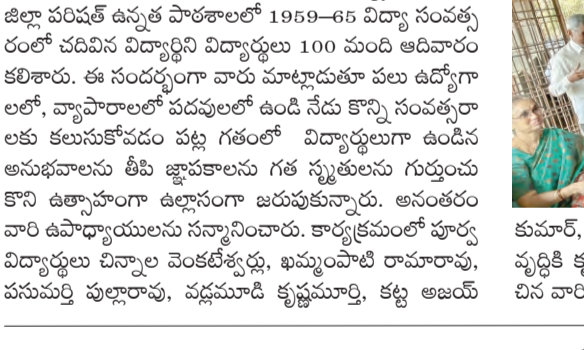 జిల్లా పరిషత్ ఉన్నత పాఠశాలలో 1959–65 విద్యా సంవత్స
రంలో చదివిన విద్యార్థిని విద్యార్థులు 100 మంది ఆదివారం
కలిశారు. ఈ సందర్భంగా వారు మాట్లాడుతూ పలు ఉద్యోగా
లలో, వ్యాపారాలలో పదవులలో ఉండి నేడు కొన్ని సంవత్సరా
లకు కలుసుకోవడం పట్ల గతంలో విద్యార్థులుగా ఉండిన
అనుభవాలను తీపి జ్ఞాపకాలను గత స్మృతులను గుర్తుంచు
కొని ఉత్సాహంగా ఉల్లాసంగా జరుపుకున్నారు. అనంతరం
వారి ఉపాధ్యాయులను సన్మానించారు. కార్యక్రమంలో పూర్వ
విద్యార్థులు చిన్నాల వెంకటేశ్వర్లు, ఖమ్మంపాటి రామారావు,
పసుమర్తి పుల్లారావు, వడ్లమూడి కృష్ణమూర్తి, కట్ట అజయ్
కుమార్,
వృద్ధికి
చిన వారి